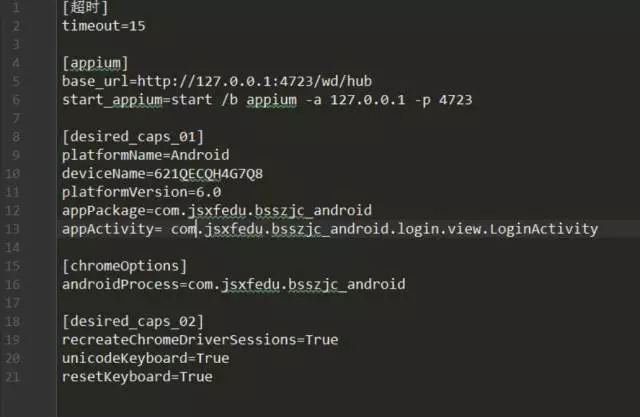 1 [超时]
2 timeout=15
3
4 [appium]
5 base_url=http://127.0.0.1:4723/wd/hub
6 start_appium=start /b appium -a 127.0.0.1 -p 4723
7
8 [desired_caps_01]
9 platformName=Android
10 deviceName=621QECQH4G7Q8
11 platformVersion=6.0
12 appPackage=com.jsxfedu.bsszjc_android
13 appActivity= com.jsxfedu.bsszjc_android.login.view.LoginActivity
14
15 [chromeOptions]
16 androidProcess=com.jsxfedu.bsszjc_android
17
18 [desired_caps_02]
19 recreateChromeDriverSessions=True
20 unicodeKeyboard=True
21 resetKeyboard=True